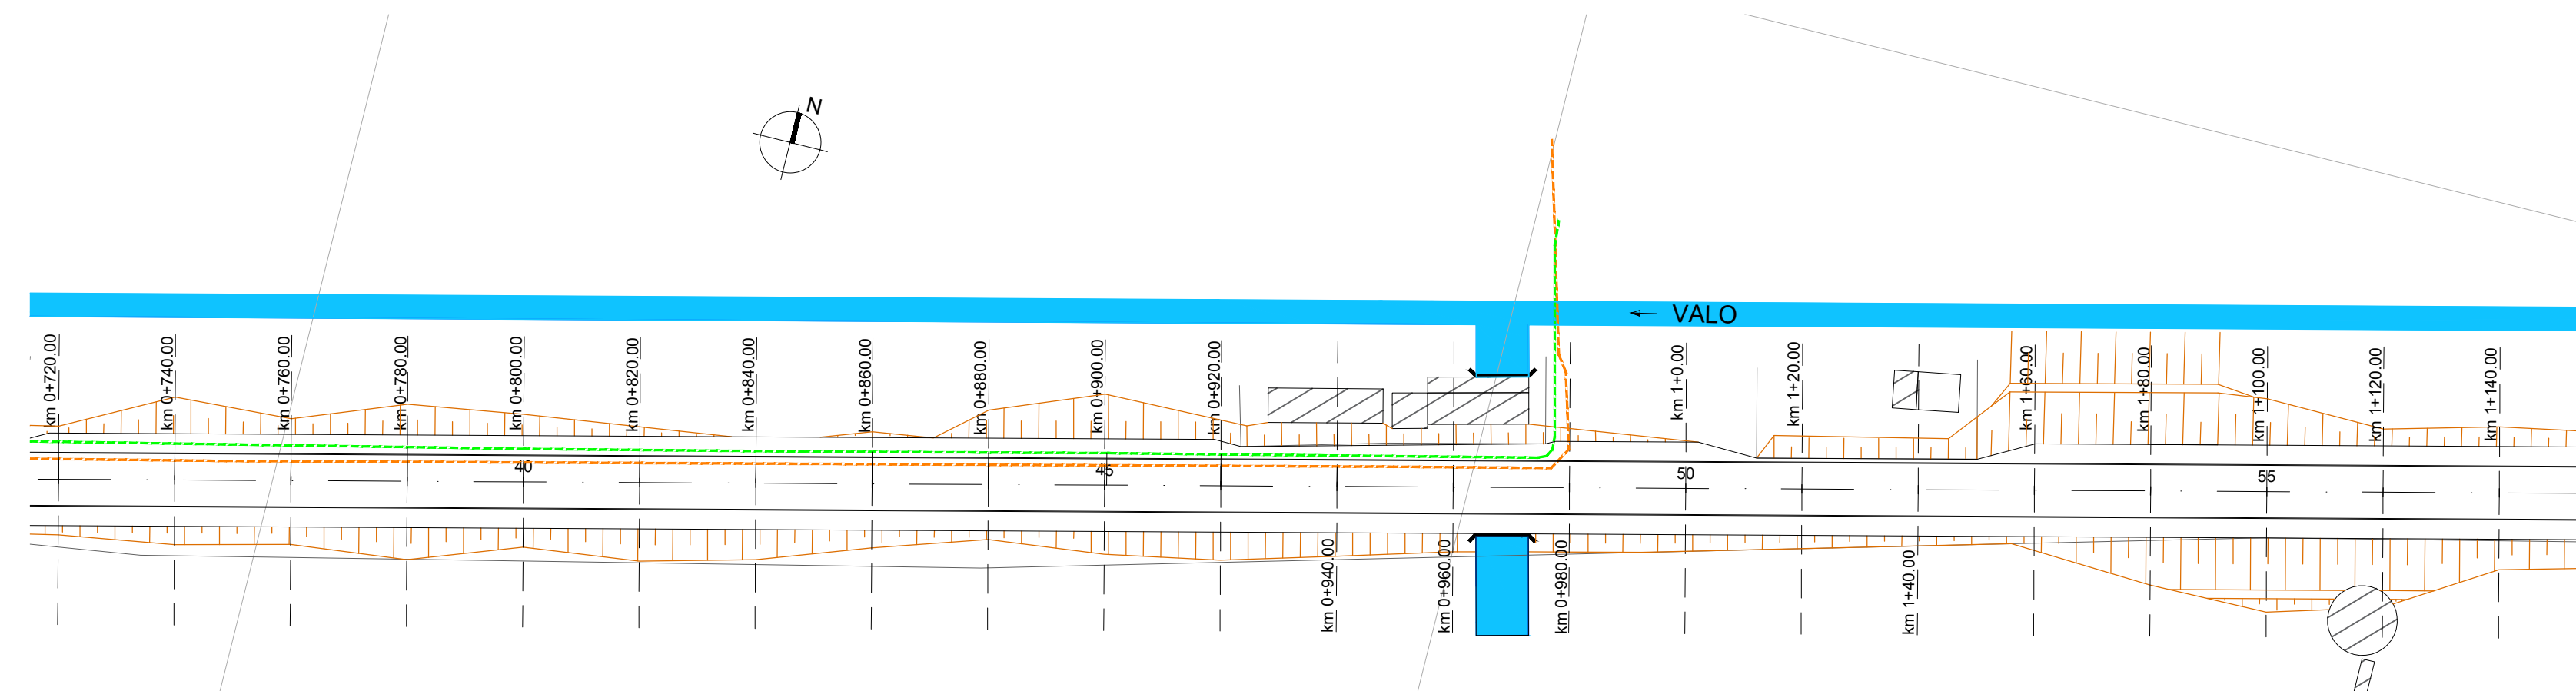 N
VALO
km 0+720.00
km 0+740.00
km 0+760.00
km 0+780.00
km 0+800.00
km 0+820.00
km 0+840.00
km 0+860.00
km 0+880.00
km 0+900.00
km 0+920.00
km 1+0.00
km 1+20.00
km 1+60.00
km 1+80.00
km 1+100.00
km 1+120.00
km 1+140.00
40
45
50
55
km 0+940.00
km 0+960.00
km 0+980.00
km 1+40.00